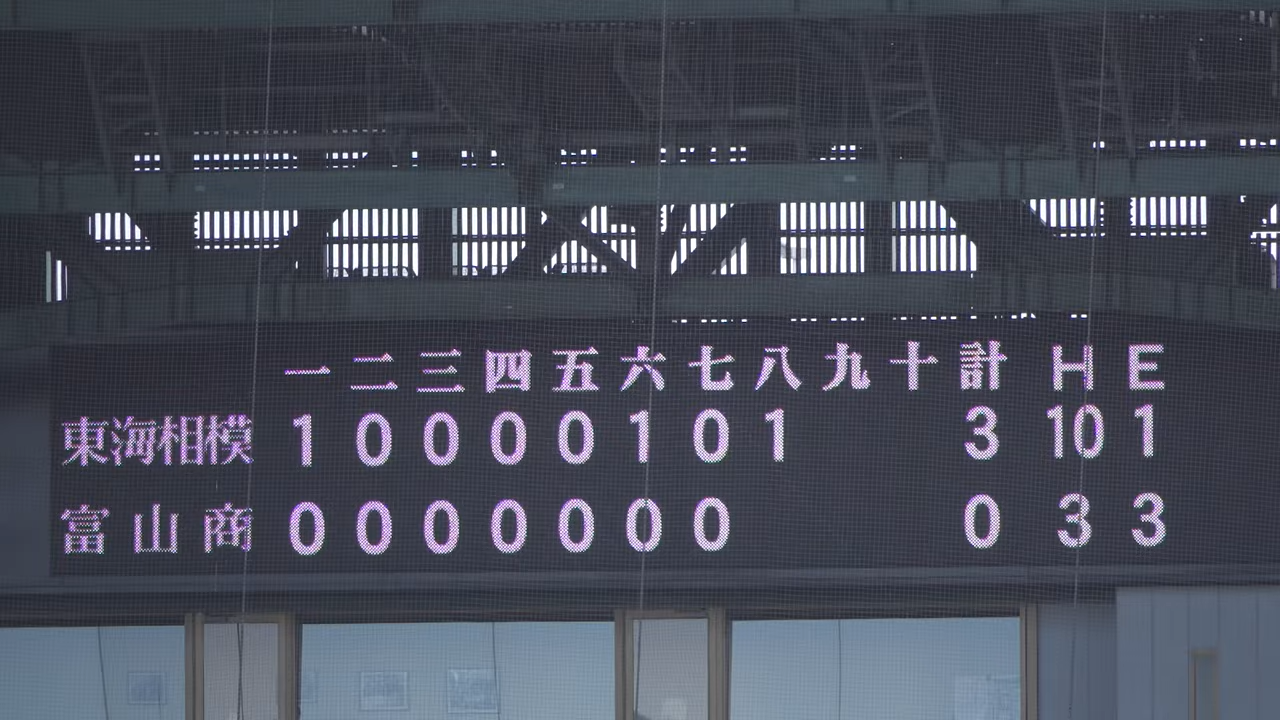 一 二 三 四 五 六 七 八 九 十 計 H E
東海相模 1 0 0 0 0 1 0 1 3 10 1
富山商 0 0 0 0 0 0 0 0 3 3